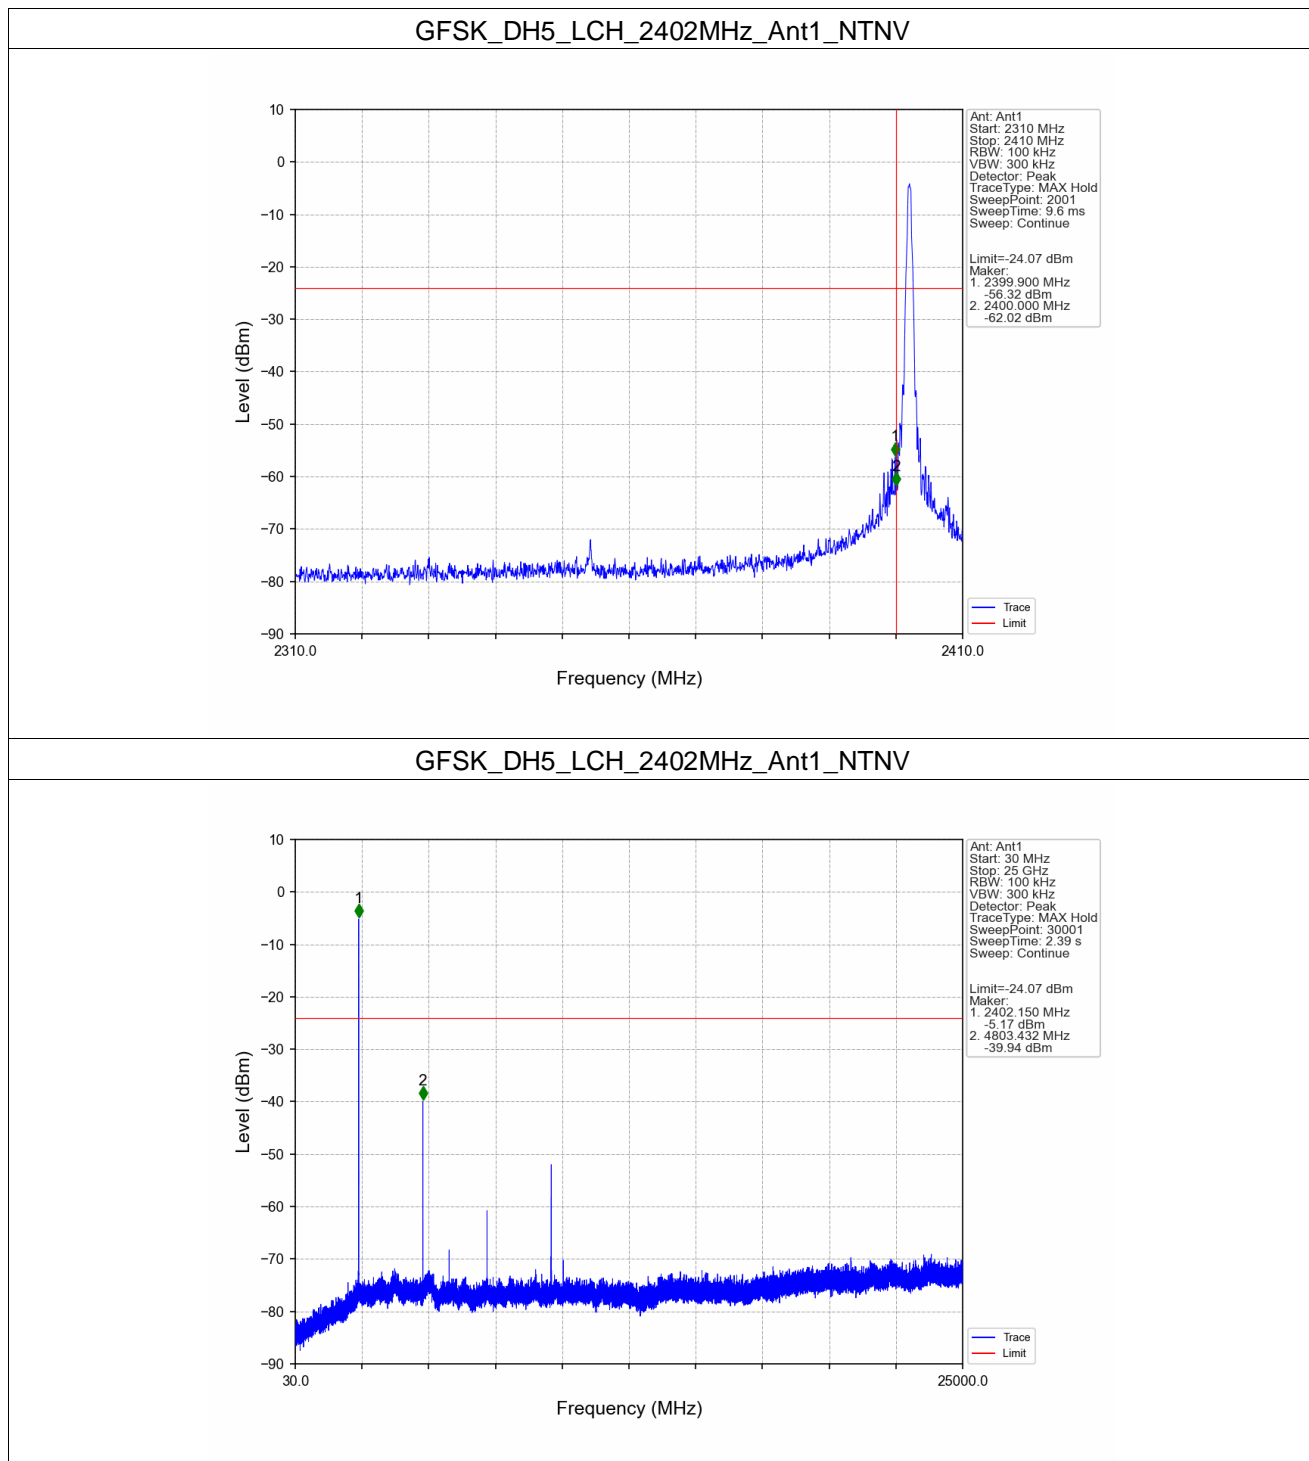 GFSK_DH5_LCH_2402MHz_Ant1_NTNV
10
0
−10
−20
−30
−40
−50
−60
−70
−80
−90
Level (dBm)
2310.0
2410.0
Frequency (MHz)
1
2
Ant: Ant1
Start: 2310 MHz
Stop: 2410 MHz
RBW: 100 kHz
VBW: 300 kHz
Detector: Peak
TraceType: MAX Hold
SweepPoint: 2001
SweepTime: 9.6 ms
Sweep: Continue
Limit=-24.07 dBm
Maker:
1. 2399.900 MHz
-56.32 dBm
2. 2400.000 MHz
-62.02 dBm
Trace
Limit
GFSK_DH5_LCH_2402MHz_Ant1_NTNV
10
0
−10
−20
−30
−40
−50
−60
−70
−80
−90
Level (dBm)
30.0
25000.0
Frequency (MHz)
1
2
Ant: Ant1
Start: 30 MHz
Stop: 25 GHz
RBW: 100 kHz
VBW: 300 kHz
Detector: Peak
TraceType: MAX Hold
SweepPoint: 30001
SweepTime: 2.39 s
Sweep: Continue
Limit=-24.07 dBm
Maker:
1. 2402.150 MHz
-5.17 dBm
2. 4803.432 MHz
-39.94 dBm
Trace
Limit